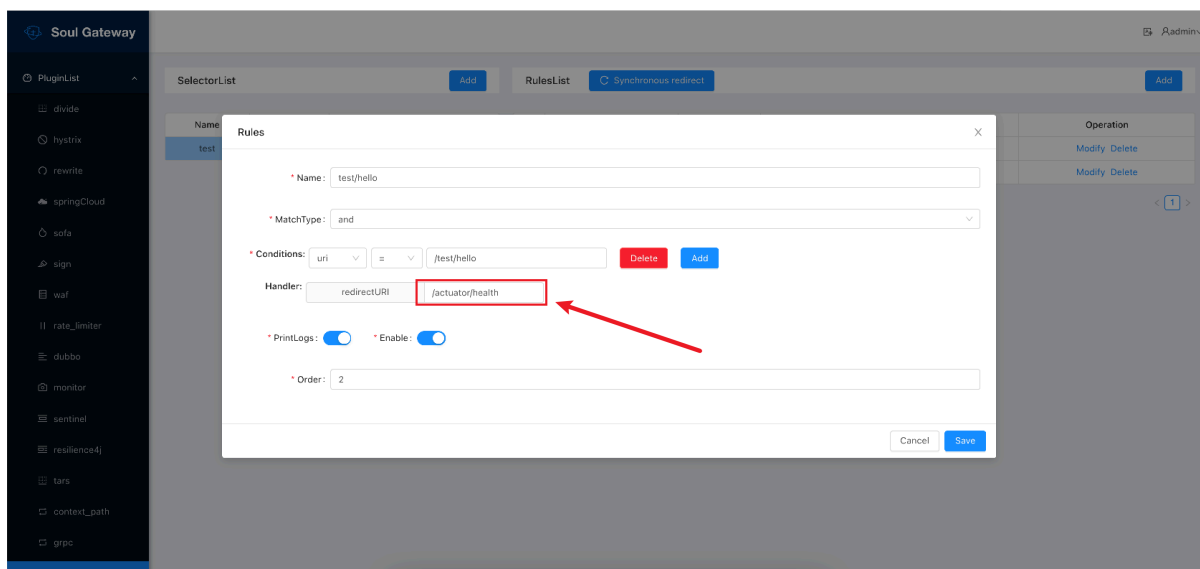 Soul Gateway
admin
PluginList
SelectorList
Add
RulesList
Synchronous redirect
Add
divide
hystrix
rewrite
springCloud
sofa
sign
waf
rate_limiter
dubbo
monitor
sentinel
resilience4j
tars
context_path
grpc
Name
Operation
test
Modify Delete
Modify Delete
< 1 >
Rules
* Name: test/hello
* MatchType: and
* Conditions: uri = /test/hello Delete Add
Handler: redirectURI /actuator/health
* PrintLogs: * Enable:
* Order: 2
Cancel Save